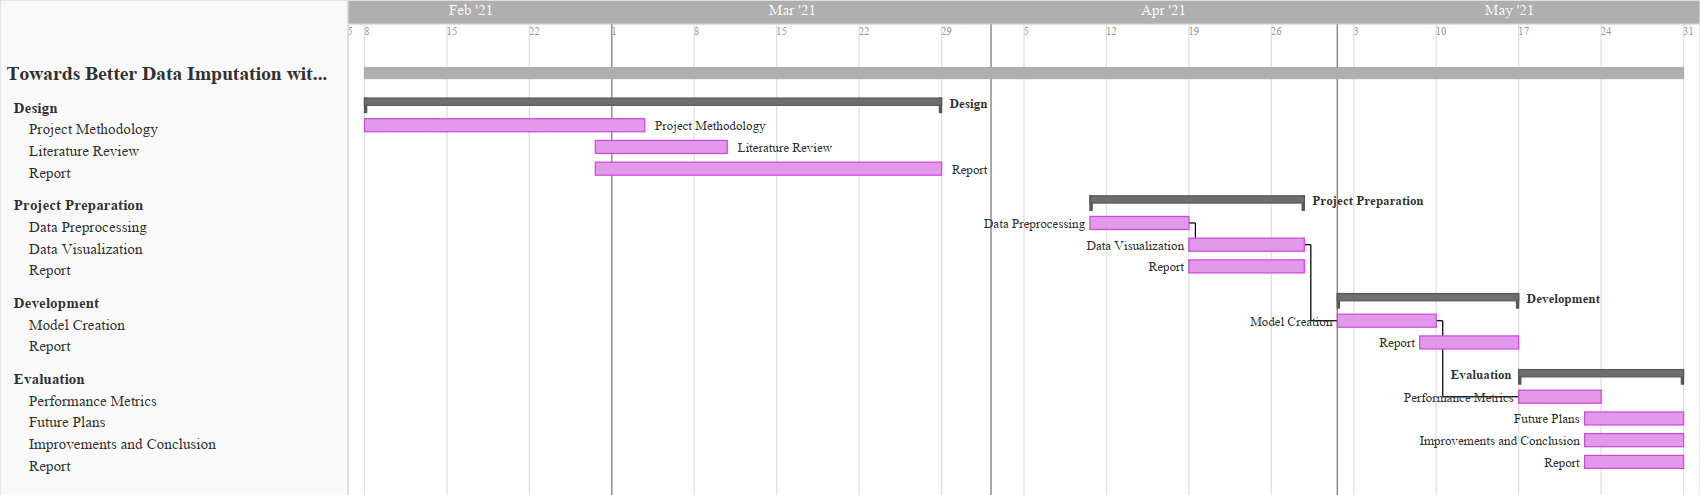 Feb '21 Mar '21 Apr '21 May '21
5 8 15 22 1 8 15 22 29 5 12 19 26 3 10 17 24 31
Towards Better Data Imputation wit...
Design Design
Project Methodology Project Methodology
Literature Review Literature Review
Report Report
Project Preparation Project Preparation
Data Preprocessing Data Preprocessing
Data Visualization Data Visualization
Report Report
Development Development
Model Creation Model Creation
Report Report
Evaluation Evaluation
Performance Metrics Performance Metrics
Future Plans Future Plans
Improvements and Conclusion Improvements and Conclusion
Report Report